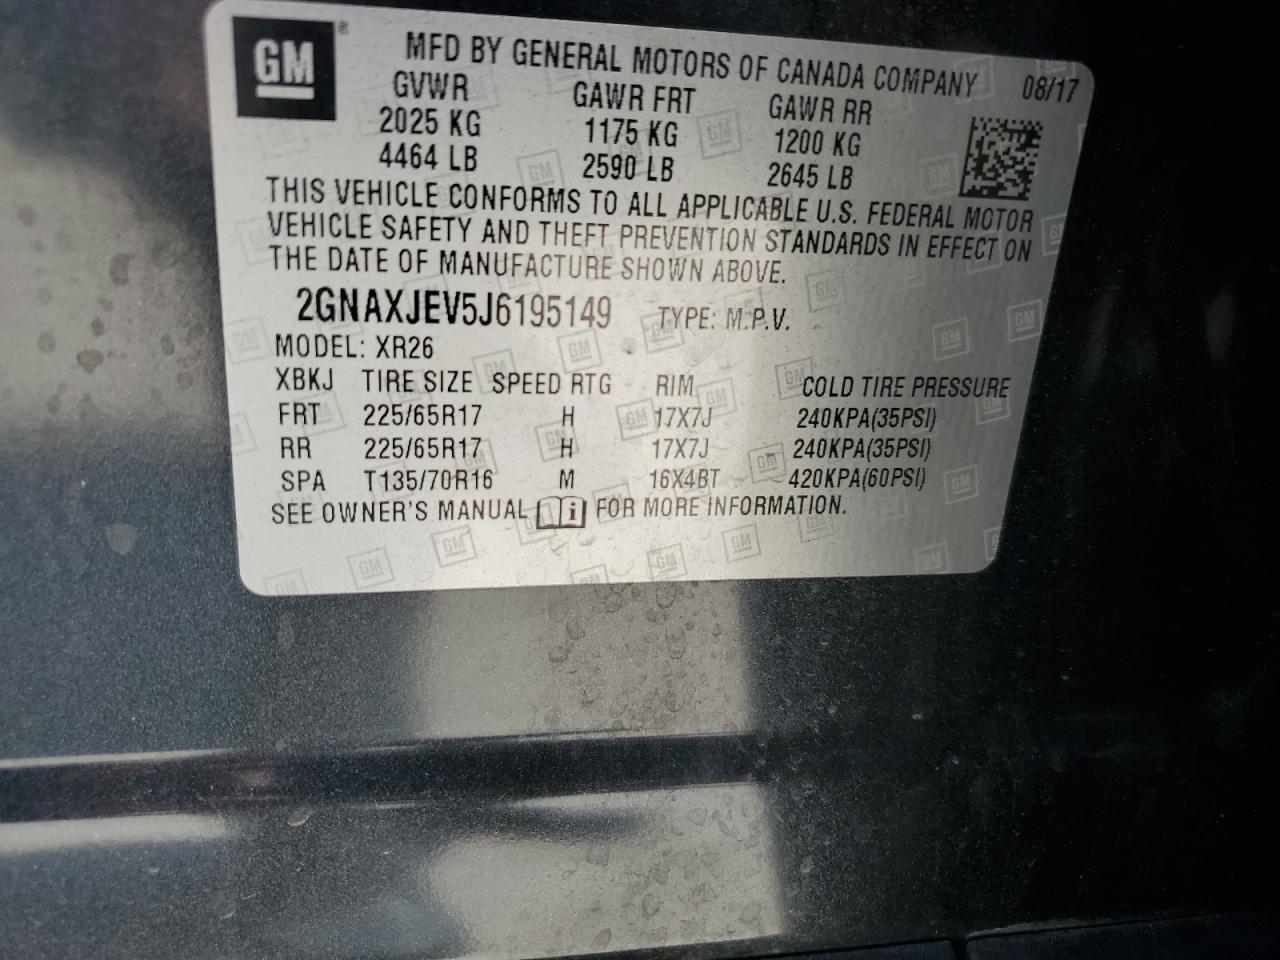 GM
MFD BY GENERAL MOTORS OF CANADA COMPANY 08/17
GVWR GAWR FRT GAWR RR
2025 KG 1175 KG 1200 KG
4464 LB 2590 LB 2645 LB
THIS VEHICLE CONFORMS TO ALL APPLICABLE U.S. FEDERAL MOTOR
VEHICLE SAFETY AND THEFT PREVENTION STANDARDS IN EFFECT ON
THE DATE OF MANUFACTURE SHOWN ABOVE.
2GNAXJEV5J6195149 TYPE: M.P.V.
MODEL: XR26
XBKJ TIRE SIZE SPEED RTG RIM COLD TIRE PRESSURE
FRT 225/65R17 H 17X7J 240KPA(35PSI)
RR 225/65R17 H 17X7J 240KPA(35PSI)
SPA T135/70R16 M 16X4BT 420KPA(60PSI)
SEE OWNER'S MANUAL FOR MORE INFORMATION.